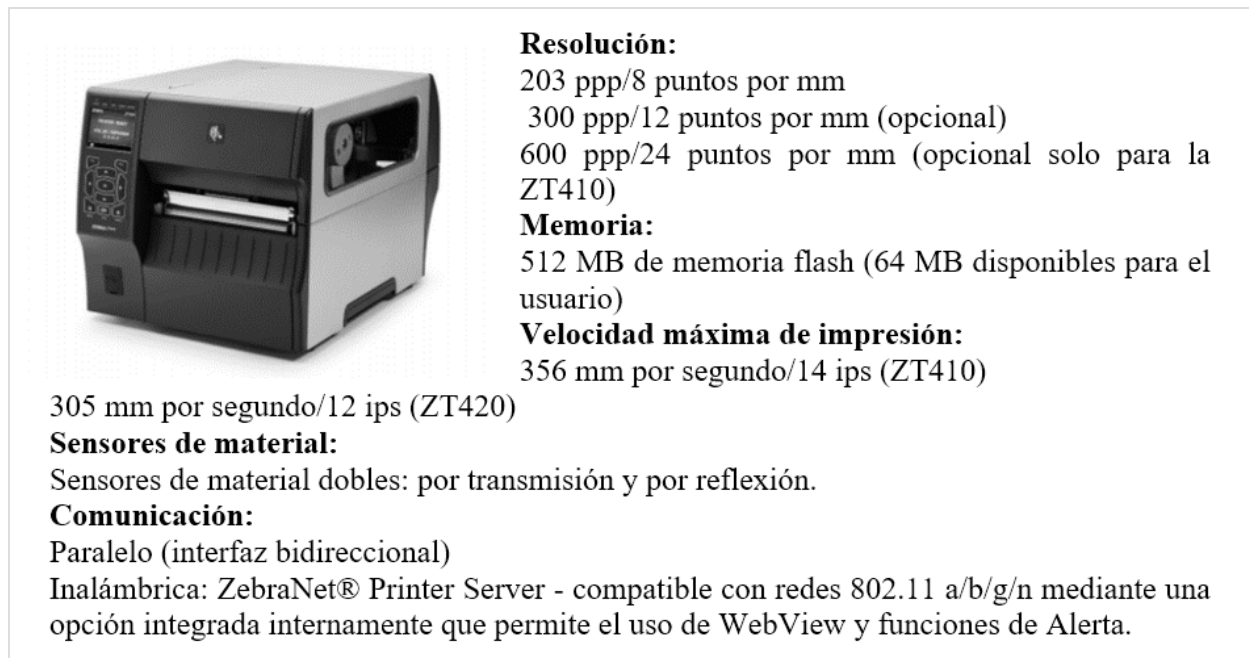 Resolución:
203 ppp/8 puntos por mm
300 ppp/12 puntos por mm (opcional)
600 ppp/24 puntos por mm (opcional solo para la
ZT410)
Memoria:
512 MB de memoria flash (64 MB disponibles para el
usuario)
Velocidad máxima de impresión:
356 mm por segundo/14 ips (ZT410)
305 mm por segundo/12 ips (ZT420)
Sensores de material:
Sensores de material dobles: por transmisión y por reflexión.
Comunicación:
Paralelo (interfaz bidireccional)
Inalámbrica: ZebraNet® Printer Server - compatible con redes 802.11 a/b/g/n mediante una
opción integrada internamente que permite el uso de WebView y funciones de Alerta.